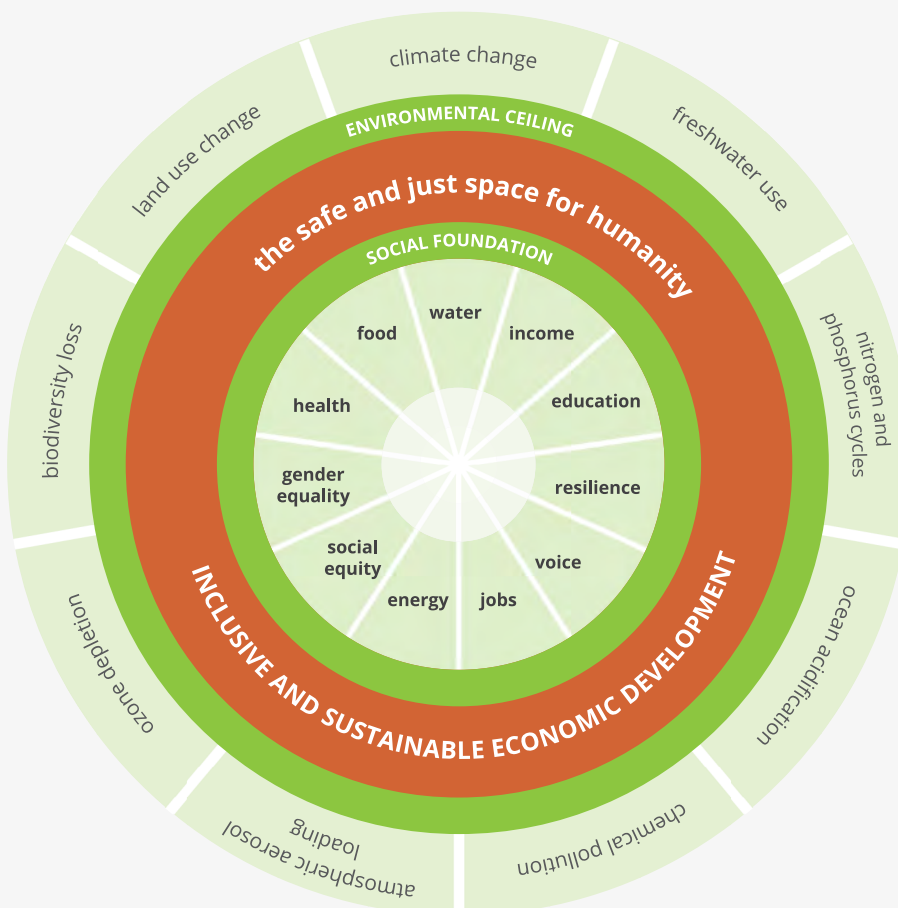 climate change
freshwater use
nitrogen and
phosphorus cycles
ocean acidification
chemical pollution
atmospheric aerosol
loading
ozone depletion
biodiversity loss
land use change
ENVIRONMENTAL CEILING
the safe and just space for humanity
SOCIAL FOUNDATION
water
income
education
resilience
voice
jobs
energy
social
equity
gender
equality
health
food
INCLUSIVE AND SUSTAINABLE ECONOMIC DEVELOPMENT